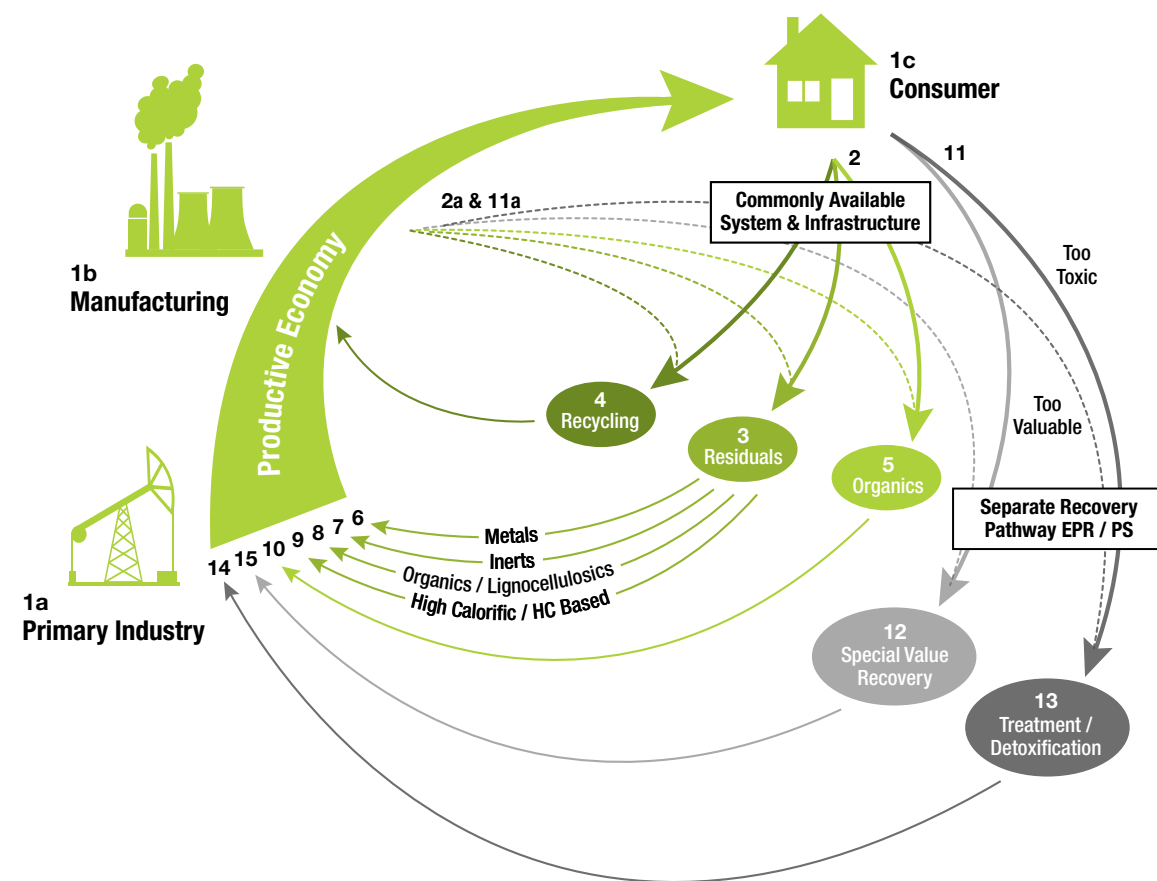 1c
Consumer
2
11
Commonly Available
System & Infrastructure
2a & 11a
Too
Toxic
1b
Manufacturing
Productive Economy
4
Recycling
3
Residuals
Too
Valuable
5
Organics
Separate Recovery
Pathway EPR / PS
14 15 10 9 8 7 6
Metals
Inerts
Organics / Lignocellulosics
High Calorific / HC Based
1a
Primary Industry
12
Special Value
Recovery
13
Treatment /
Detoxification